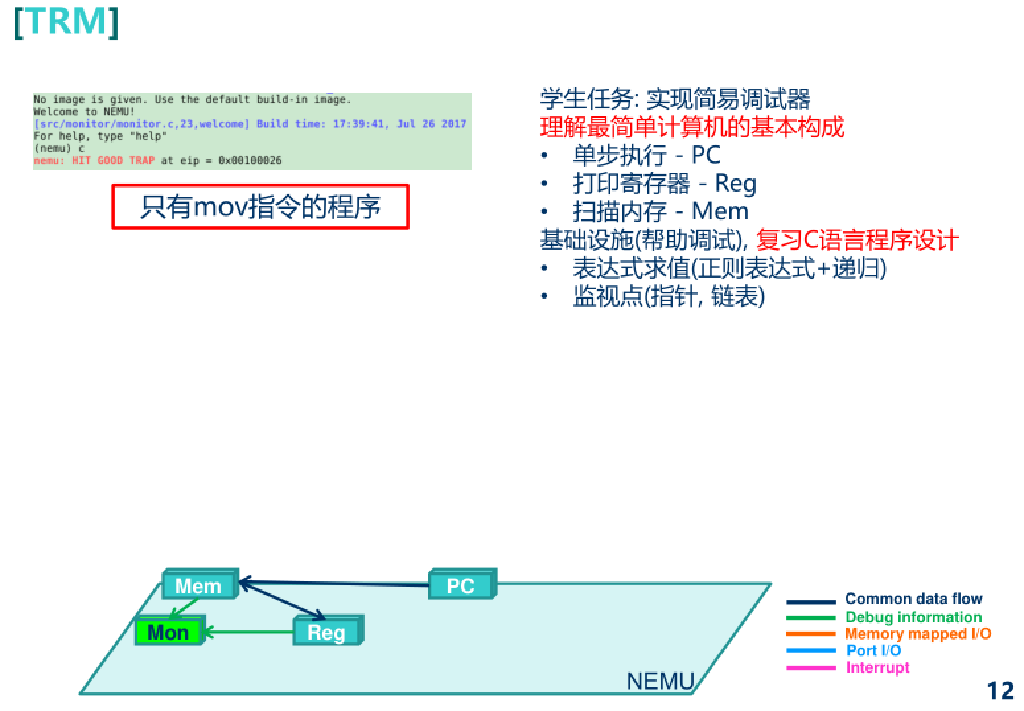 [TRM]
No image is given. Use the default build-in image.
Welcome to NEMU!
[src/monitor/monitor.c,23,welcome] Build time: 17:39:41, Jul 26 2017
For help, type "help"
(nemu) c
nemu: HIT GOOD TRAP at eip = 0x00100026
只有mov指令的程序
学生任务: 实现简易调试器
理解最简单计算机的基本构成
• 单步执行 - PC
• 打印寄存器 - Reg
• 扫描内存 - Mem
基础设施(帮助调试), 复习C语言程序设计
• 表达式求值(正则表达式+递归)
• 监视点(指针, 链表)
Mem
PC
Mon
Reg
NEMU
Common data flow
Debug information
Memory mapped I/O
Port I/O
Interrupt
12